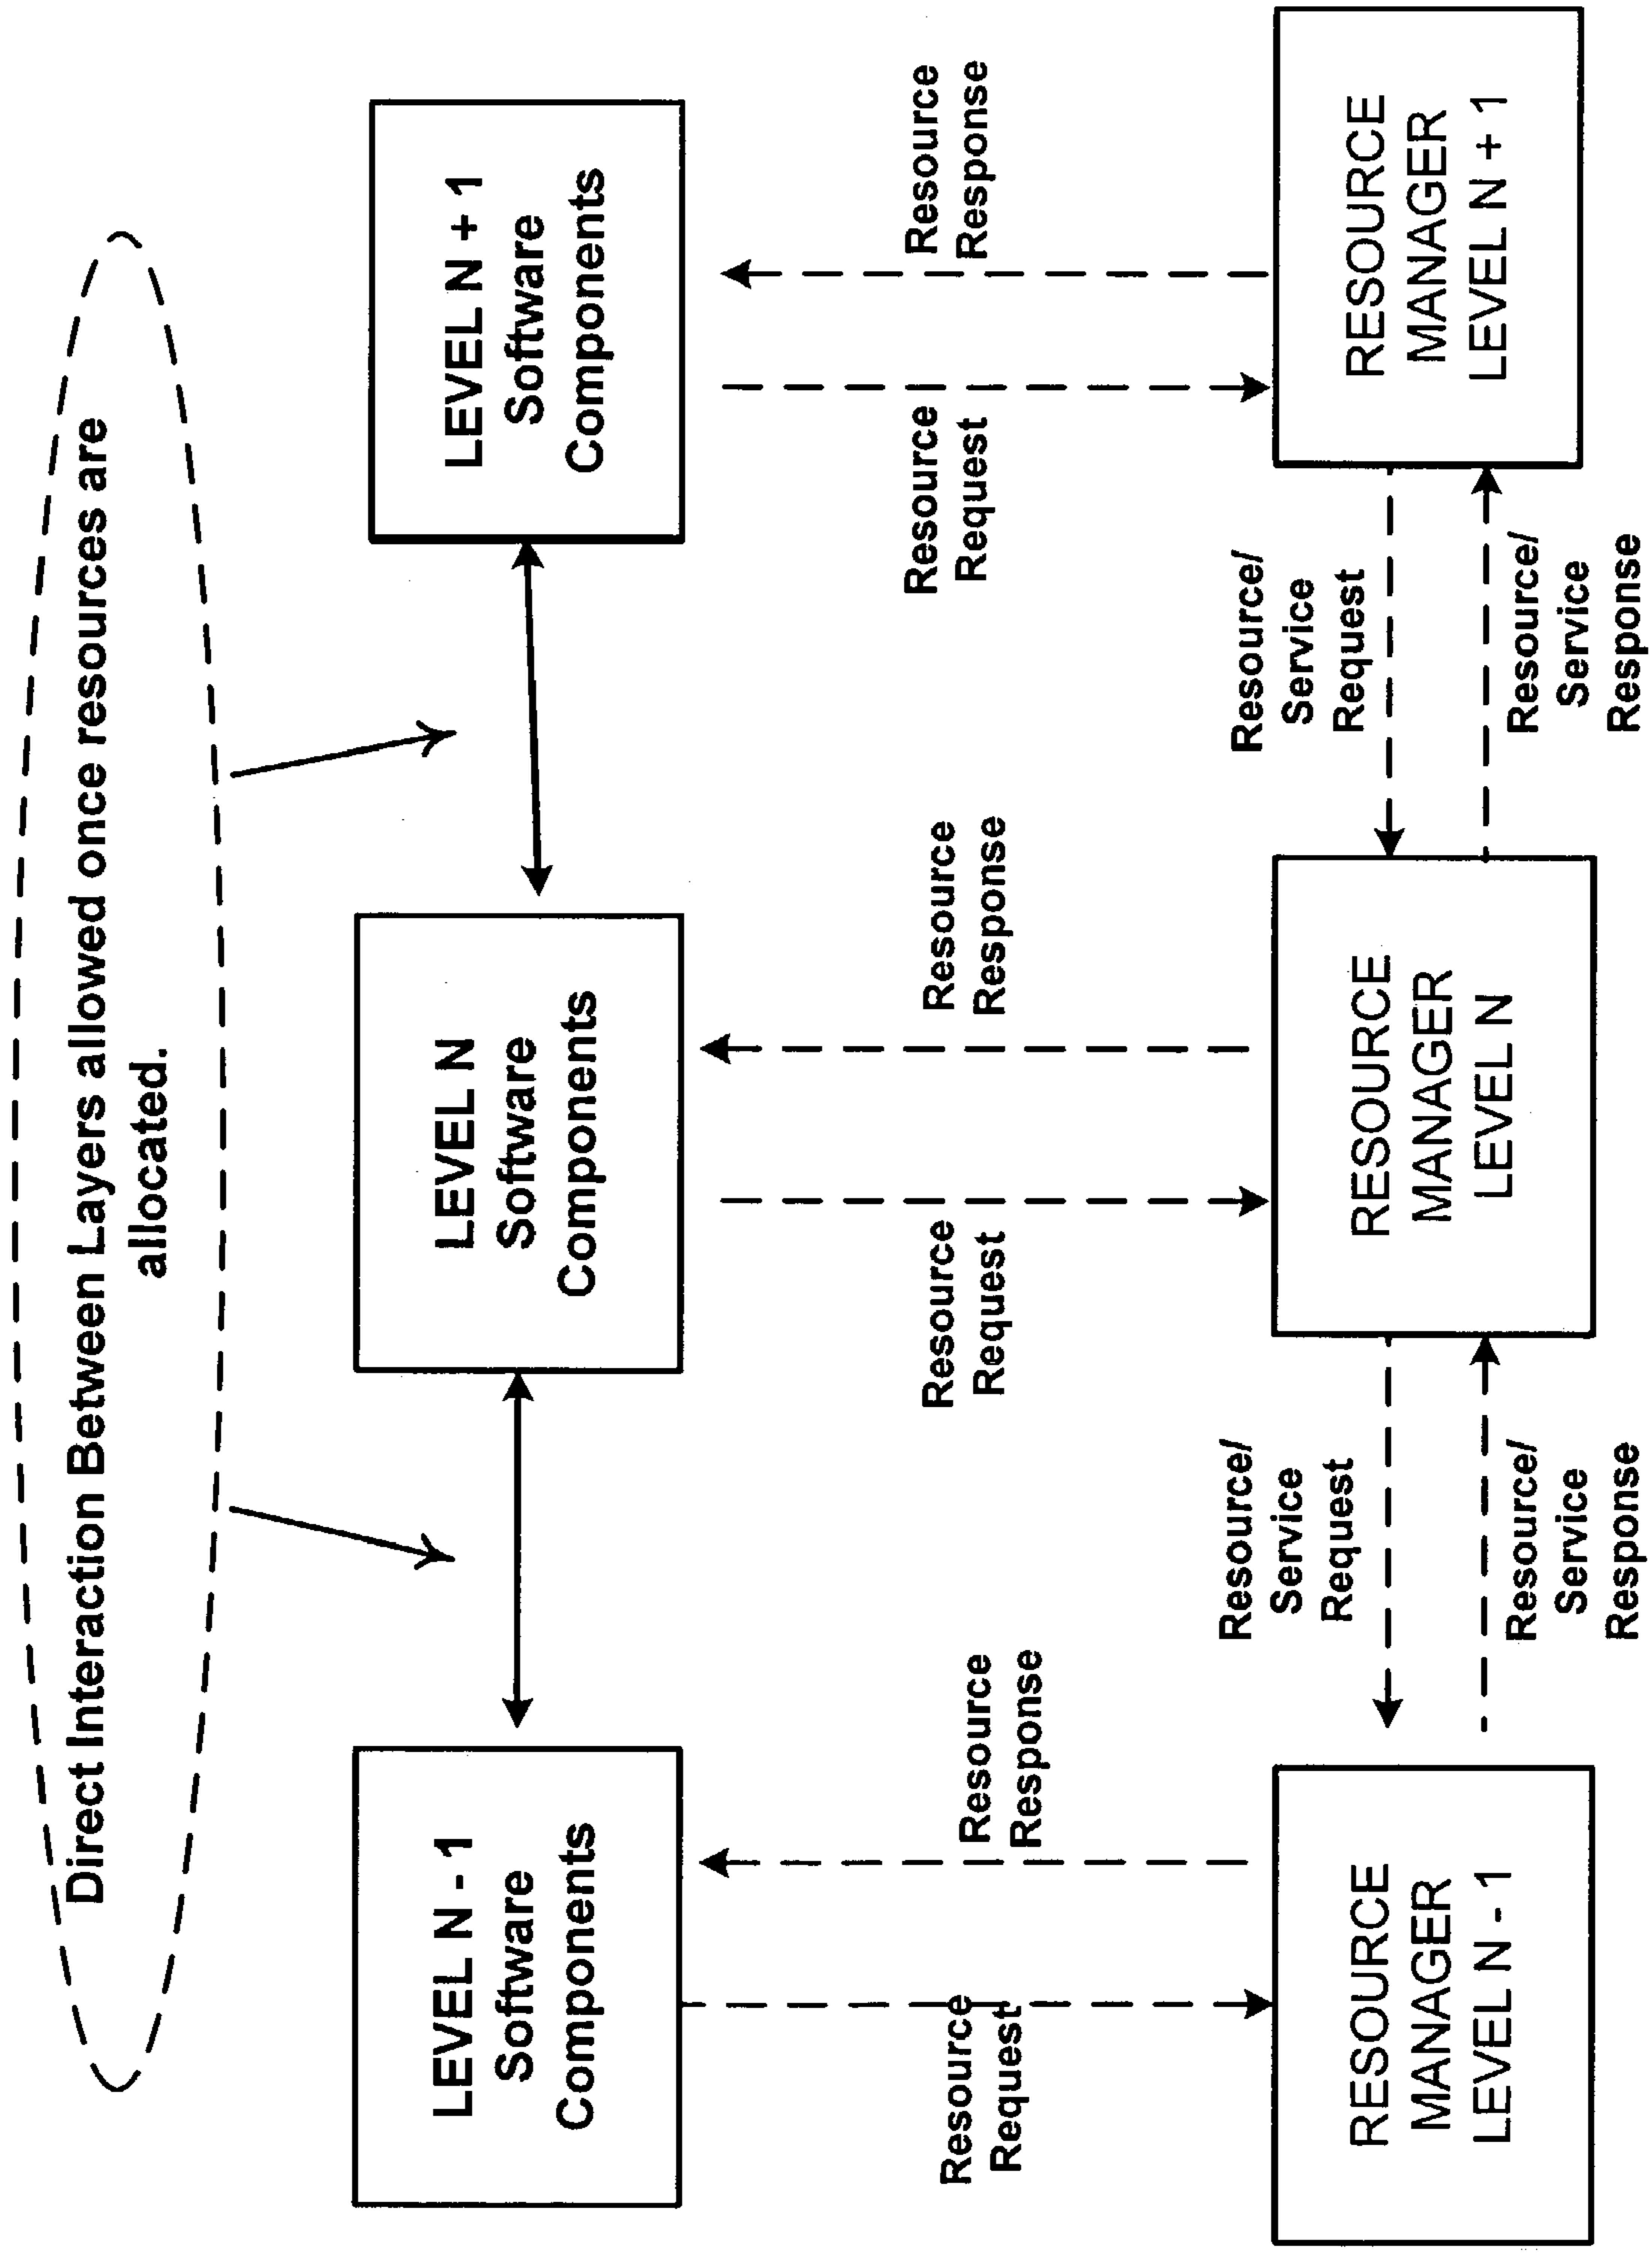 Direct Interaction Between Layers allowed once resources are
allocated.
LEVEL N - 1
Software
Components
LEVEL N
Software
Components
LEVEL N + 1
Software
Components
Resource
Request
Resource
Response
Resource
Request
Resource
Response
Resource
Request
Resource
Response
Resource/
Service
Request
Resource/
Service
Request
RESOURCE
MANAGER
LEVEL N - 1
RESOURCE
MANAGER
LEVEL N
RESOURCE
MANAGER
LEVEL N + 1
Resource/
Service
Response
Resource/
Service
Response